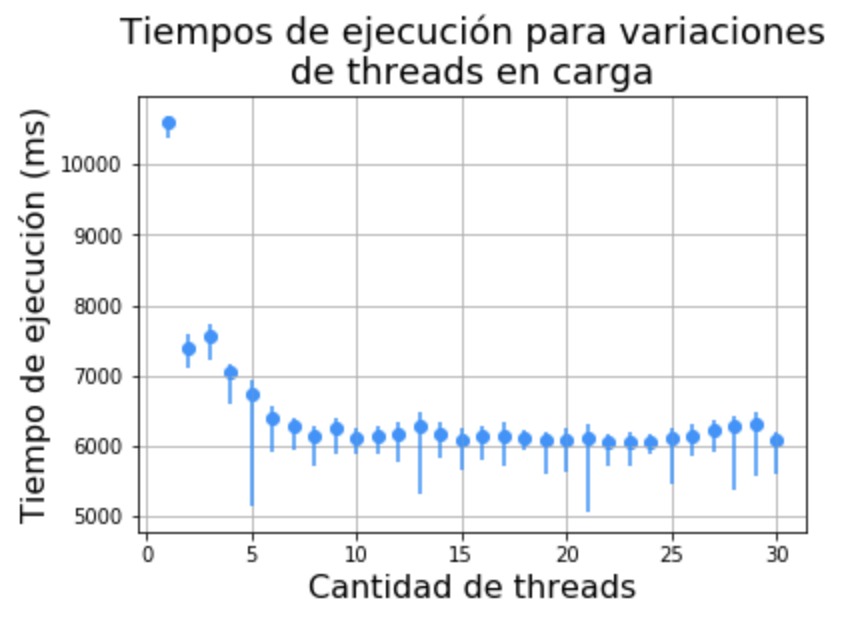 Tiempos de ejecución para variaciones
de threads en carga
Tiempo de ejecución (ms)
10000
9000
8000
7000
6000
5000
0 5 10 15 20 25 30
Cantidad de threads